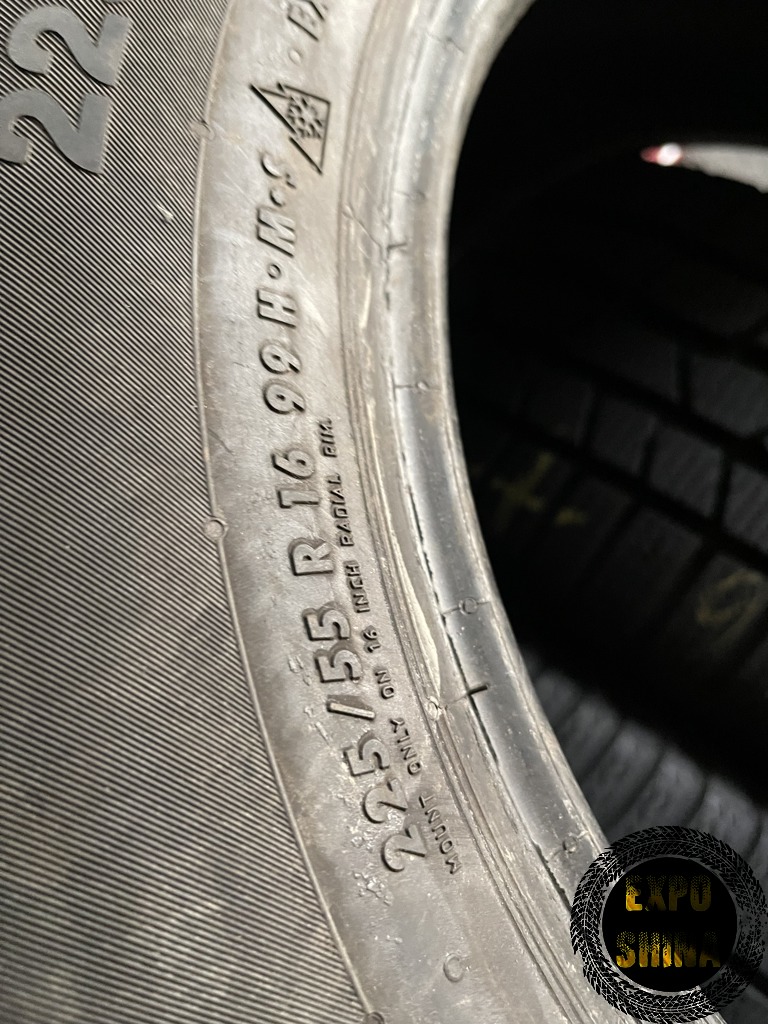 225/55 R 16 99 H • M • S
MOUNT ONLY ON 16 INCH RADIAL RIM
22
EXPO
SHINA